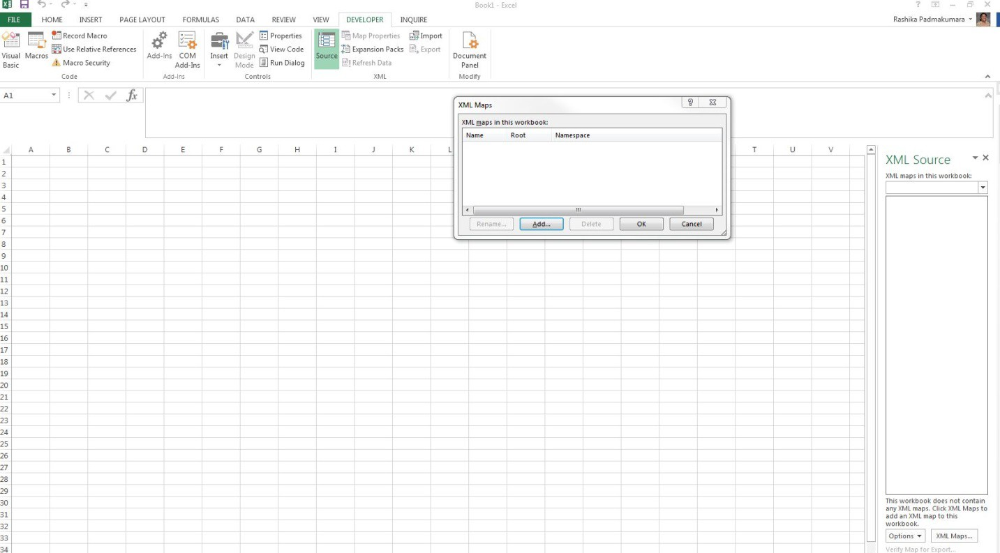 Book1 - Excel
?
FILE HOME INSERT PAGE LAYOUT FORMULAS DATA REVIEW VIEW DEVELOPER INQUIRE Rashika Padmakumara
Visual Basic
Macros
Record Macro
Use Relative References
Macro Security
Code
Add-Ins
COM Add-Ins
Add-Ins
Insert
Design Mode
Properties
View Code
Run Dialog
Controls
Source
Map Properties
Expansion Packs
Refresh Data
Import
Export
XML
Document Panel
Modify
A1
fx
XML Maps
?
XML maps in this workbook:
Name Root Namespace
Rename... Add... Delete OK Cancel
A B C D E F G H I J K L T U V
1
2
3
4
5
6
7
8
9
10
11
12
13
14
15
16
17
18
19
20
21
22
23
24
25
26
27
28
29
30
31
32
33
34
XML Source
XML maps in this workbook:
This workbook does not contain
any XML maps. Click XML Maps to
add an XML map to this
workbook.
Options XML Maps...
Verify Map for Export...